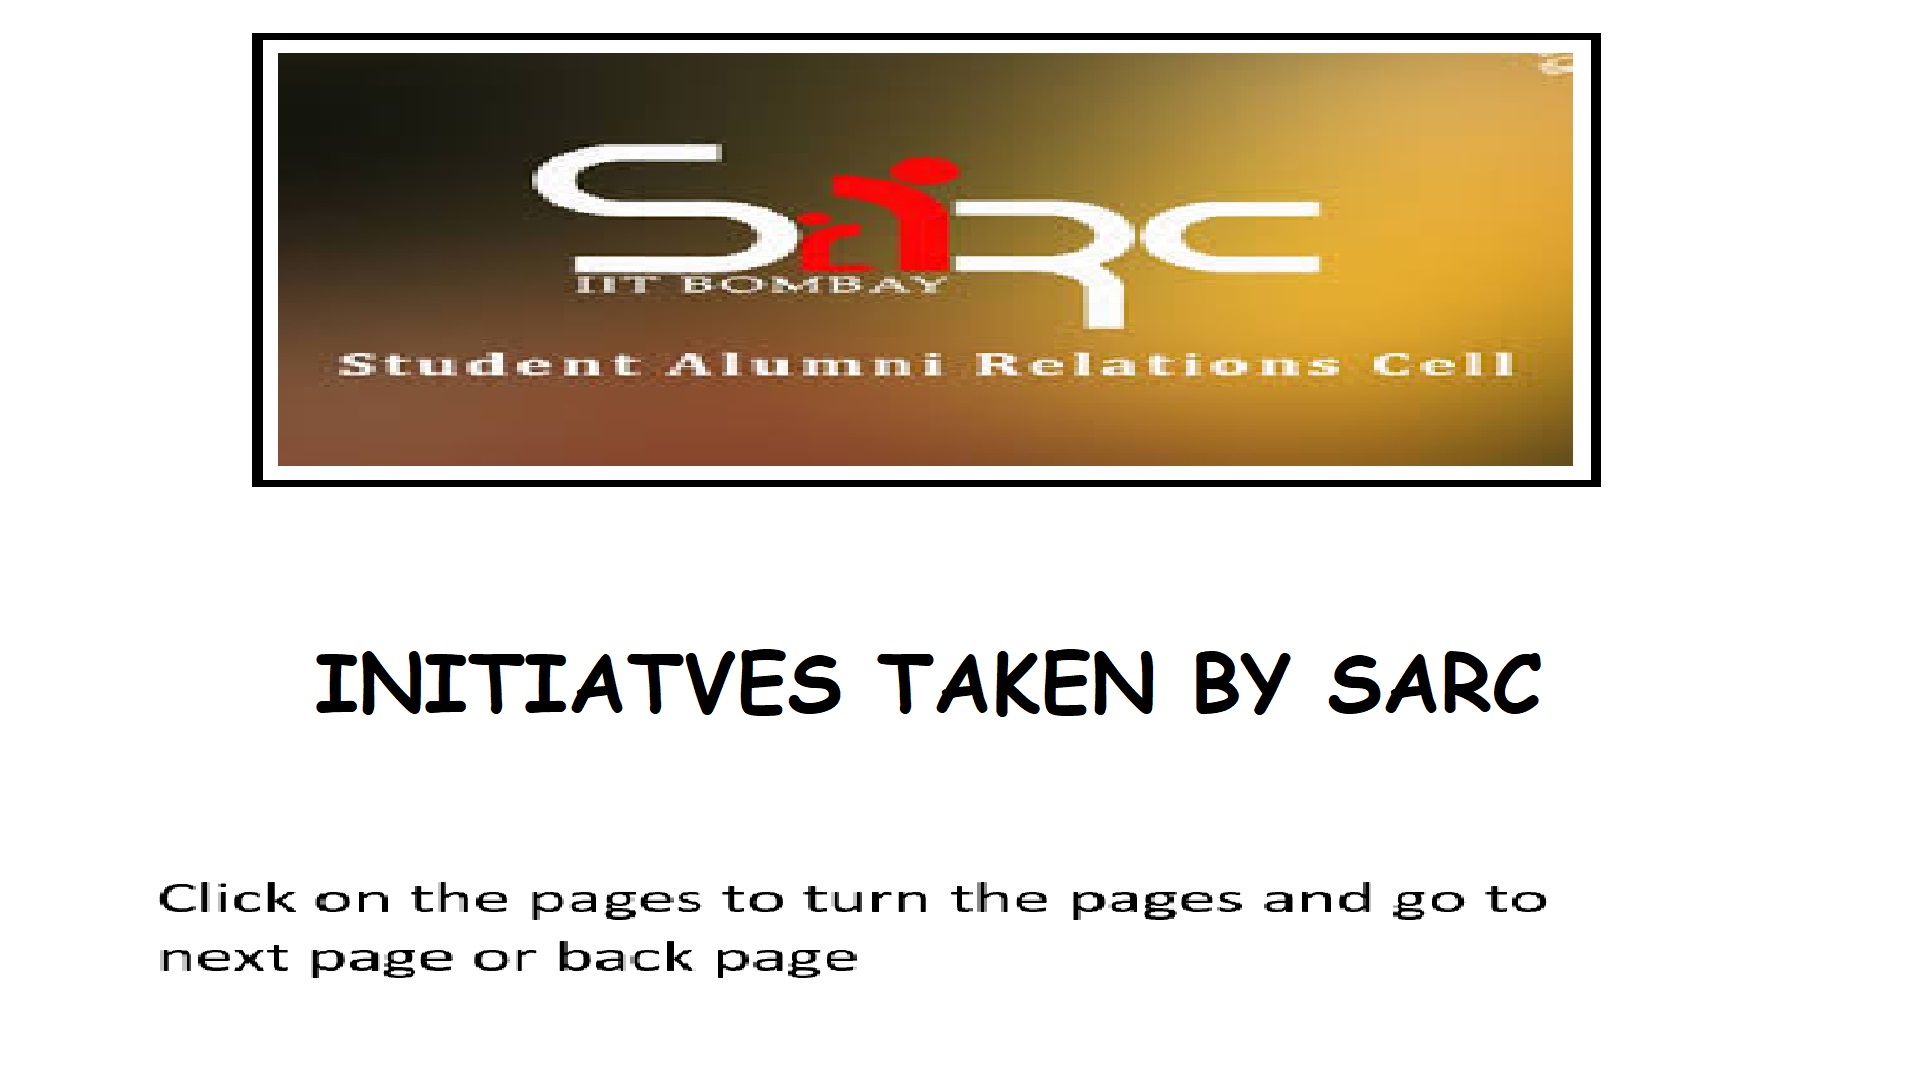 SaRC
IIT BOMBAY
Student Alumni Relations Cell
INITIATVES TAKEN BY SARC
Click on the pages to turn the pages and go to
next page or back page